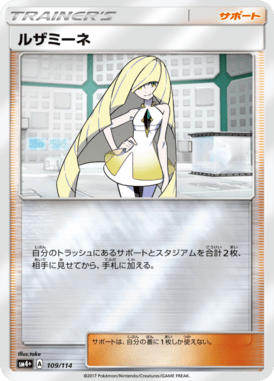 TRAINER'S
サポート
ルザミーネ
自分のトラッシュにあるサポートとスタジアムを合計2枚、
相手に見せてから、手札に加える。
サポートは、自分の番に1枚しか使えない。
illus.take
SM4+ A 109/114
©2017 Pokémon/Nintendo/Creatures/GAME FREAK.